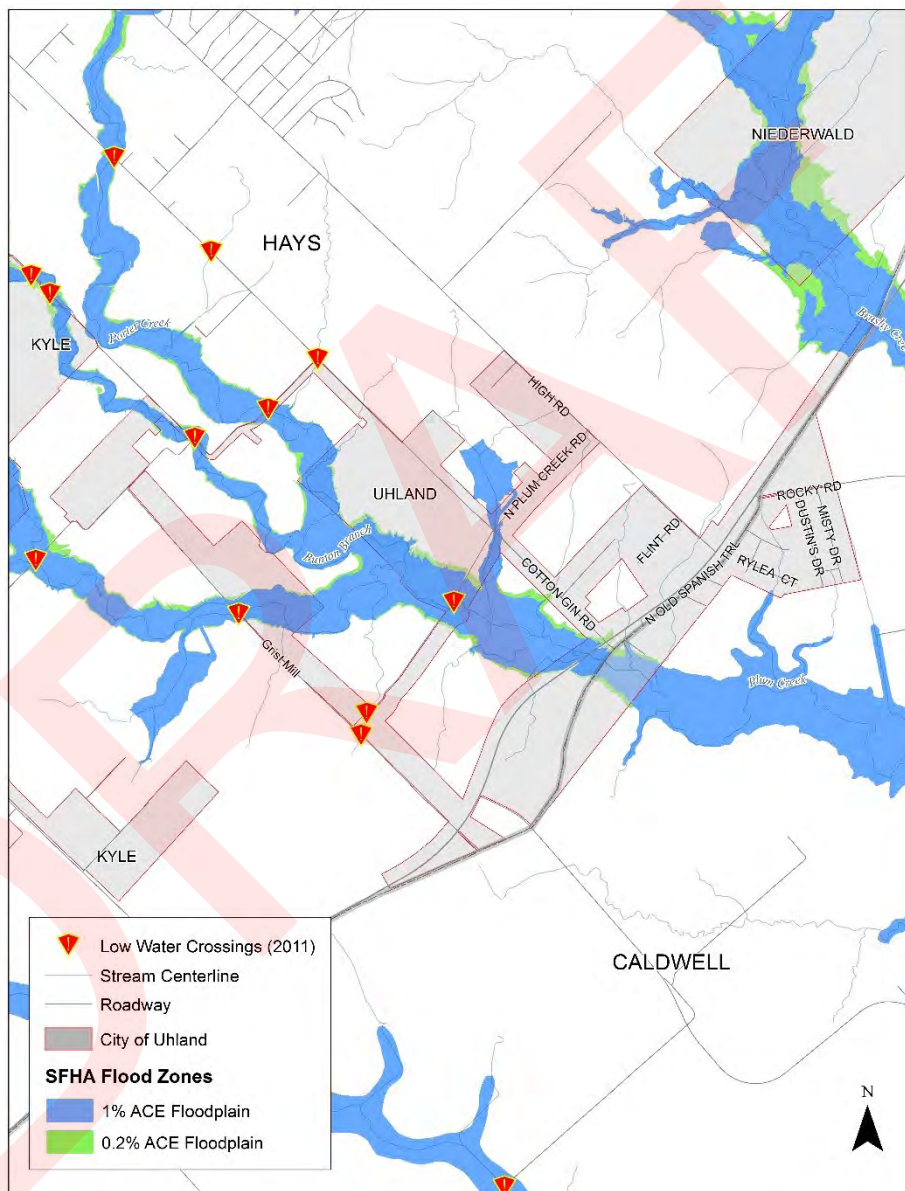 NIEDERWALD
HAYS
Porter Creek
KYLE
Brushy Cree
HIGH RD
N PLUM CREEK RD
UHLAND
ROCKY RD
MISTY DR
DUSTIN'S DR
FLINT RD
RYLEA CT
N OLD SPANISH TRL
COTTON GIN RD
Bunton Branch
Grist Mill
Plum Creek
KYLE
CALDWELL
Low Water Crossings (2011)
Stream Centerline
Roadway
City of Uhland
SFHA Flood Zones
1% ACE Floodplain
0.2% ACE Floodplain
N
DRAFT